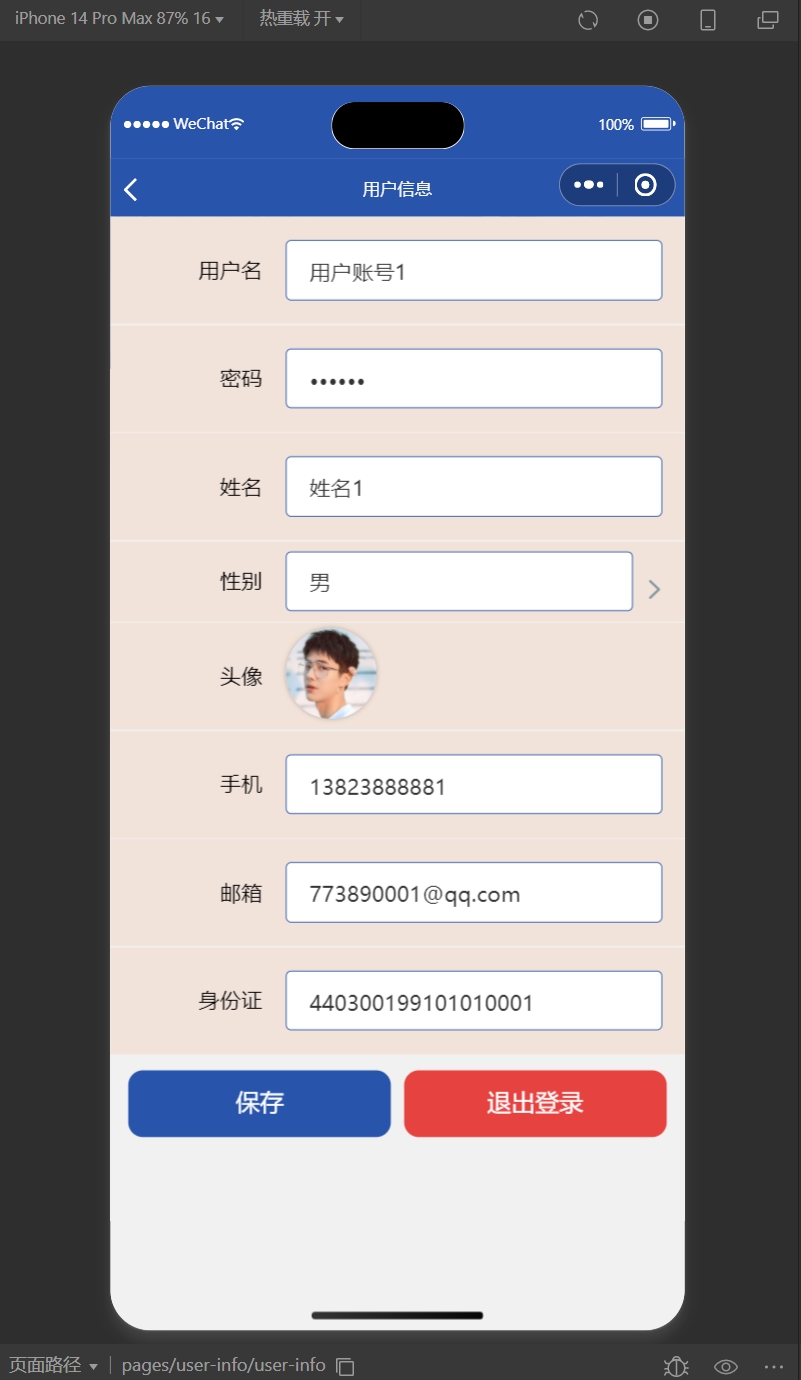 iPhone 14 Pro Max 87% 16 热重载 开
WeChat 100%
用户信息
用户名 用户账号1
密码 ••••••
姓名 姓名1
性别 男
头像
手机 13823888881
邮箱 773890001@qq.com
身份证 440300199101010001
保存 退出登录
页面路径 pages/user-info/user-info